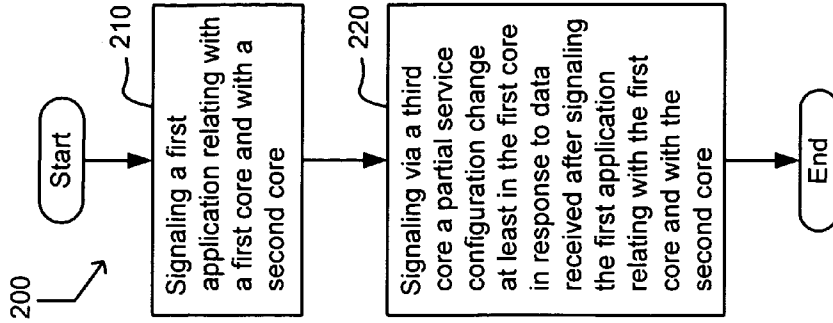 200
Start
210
Signaling a first
application relating with
a first core and with a
second core
220
Signaling via a third
core a partial service
configuration change
at least in the first core
in response to data
received after signaling
the first application
relating with the first
core and with the
second core
End